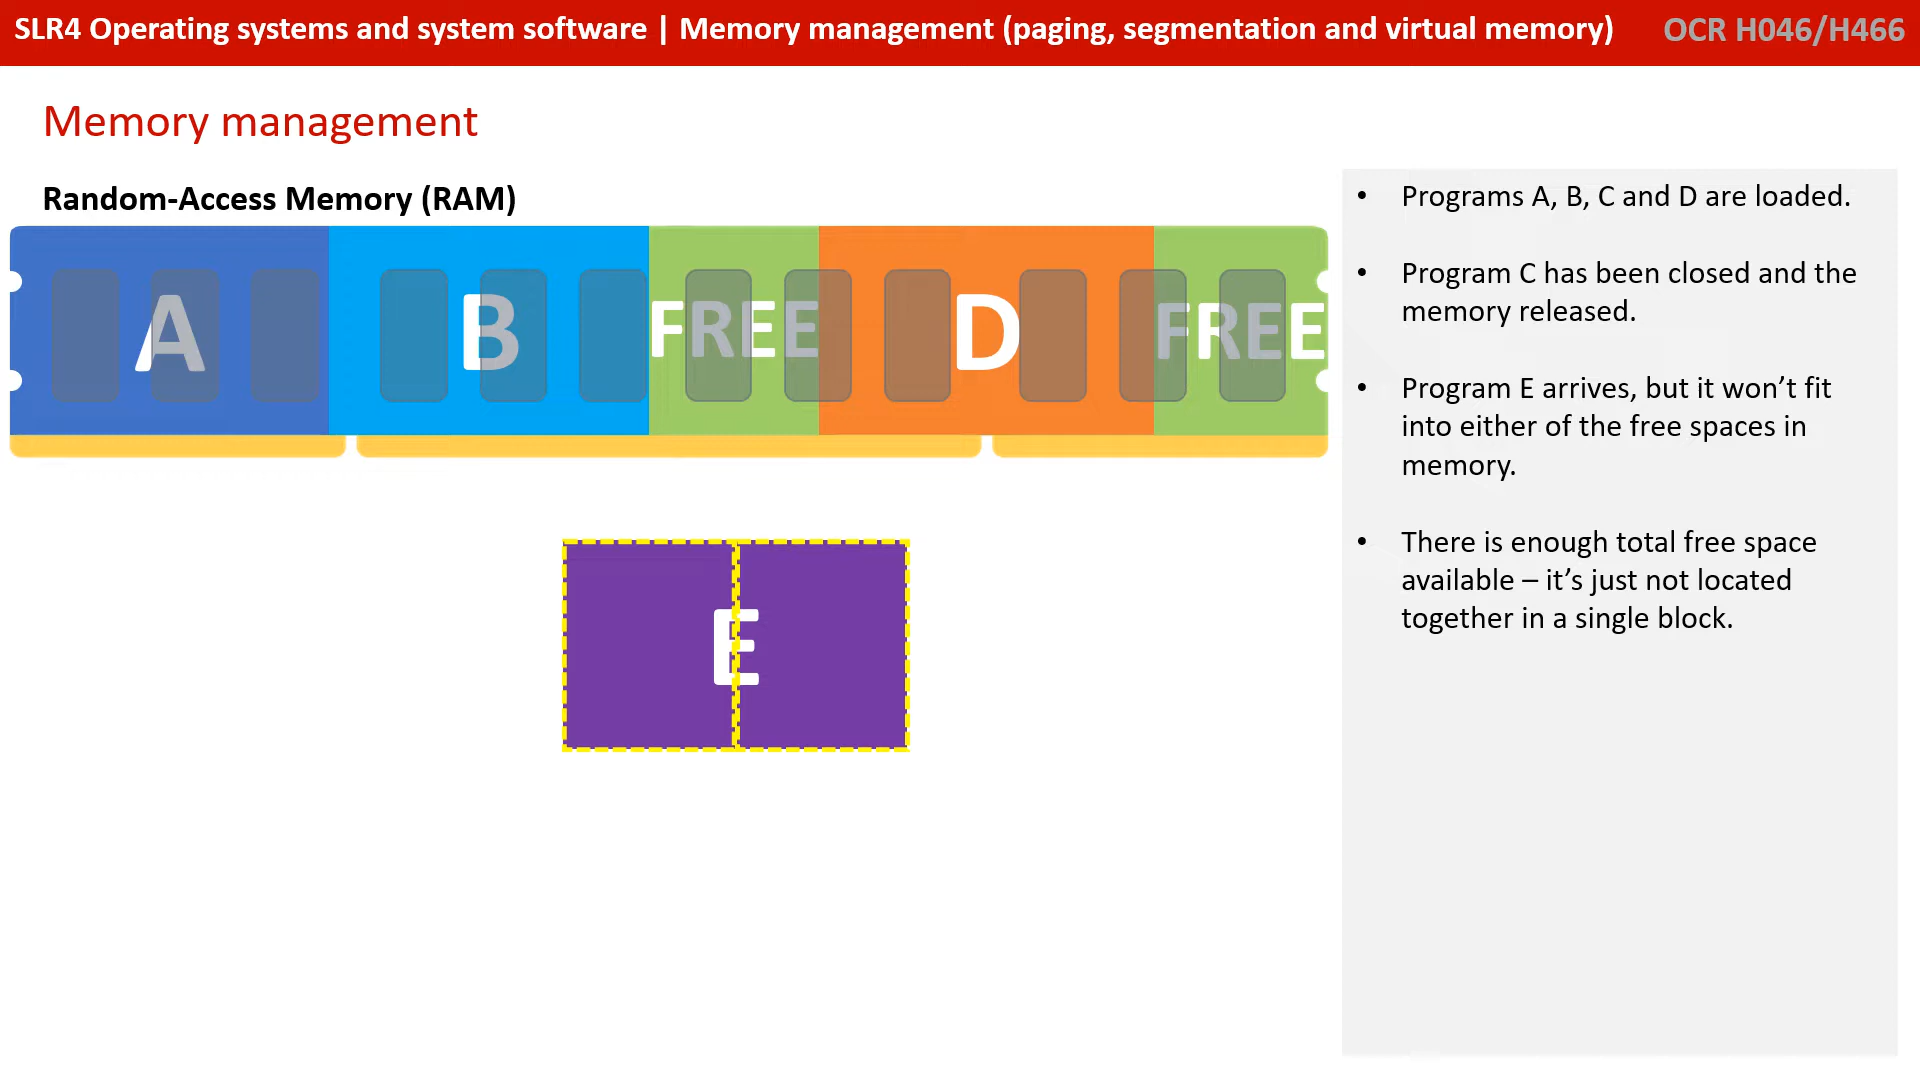 SLR4 Operating systems and system software | Memory management (paging, segmentation and virtual memory) OCR H046/H466
Memory management
Random-Access Memory (RAM)
A B FREE D FREE
E
• Programs A, B, C and D are loaded.
• Program C has been closed and the
memory released.
• Program E arrives, but it won’t fit
into either of the free spaces in
memory.
• There is enough total free space
available – it’s just not located
together in a single block.